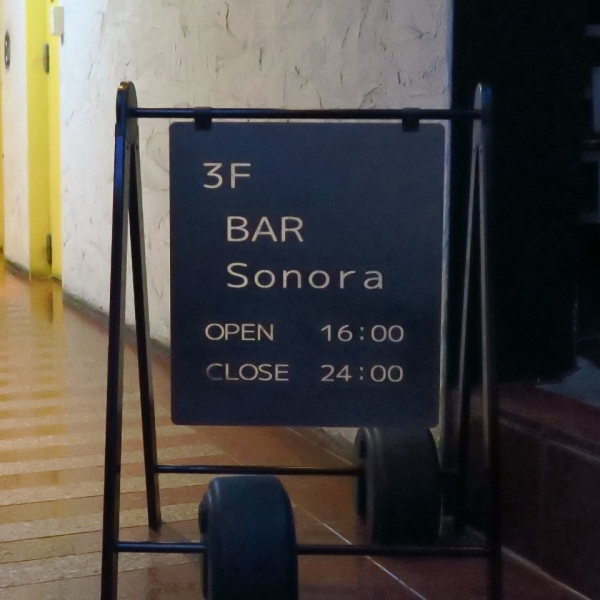 3F
BAR
Sonora
OPEN 16:00
CLOSE 24:00